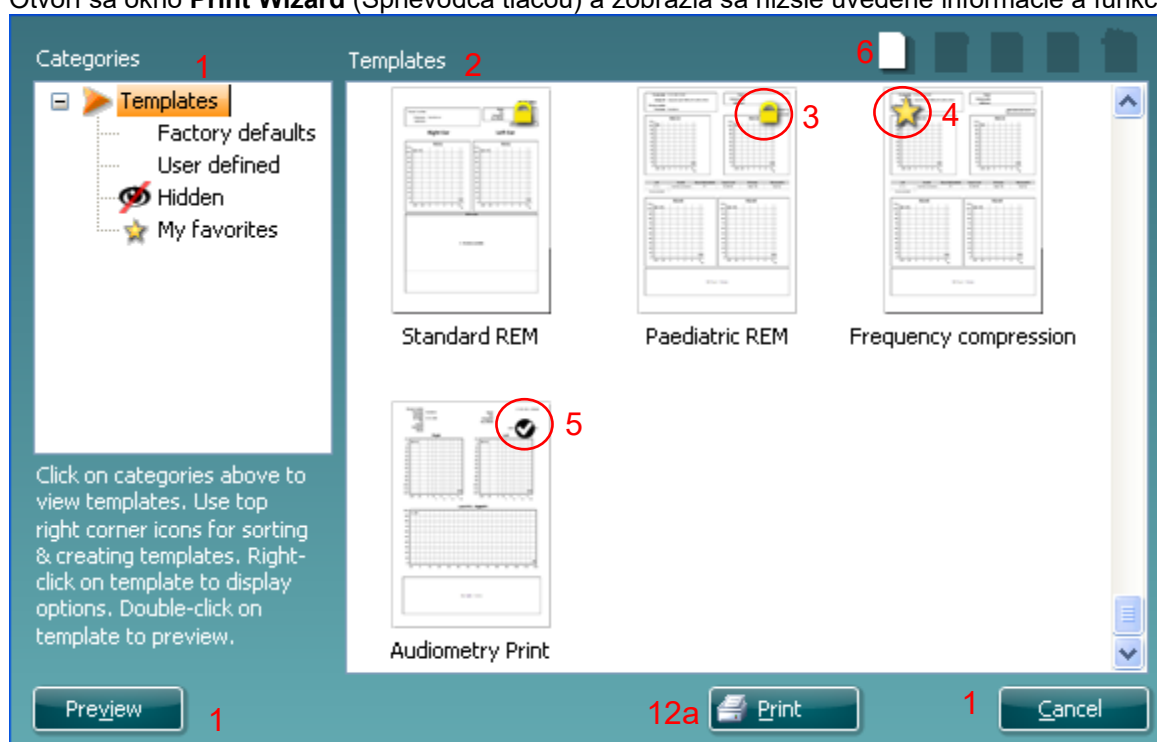 Otvorí sa okno Print Wizard (Sprievodca tlačou) a zobrazia sa nižšie uvedené informácie a funkc
Categories
1
Templates
2
6
Templates
Factory defaults
User defined
Hidden
My favorites
3
4
Standard REM
Paediatric REM
Frequency compression
5
Audiometry Print
Click on categories above to
view templates. Use top
right corner icons for sorting
& creating templates. Right-
click on template to display
options. Double-click on
template to preview.
Preview
1
12a
Print
1
Cancel